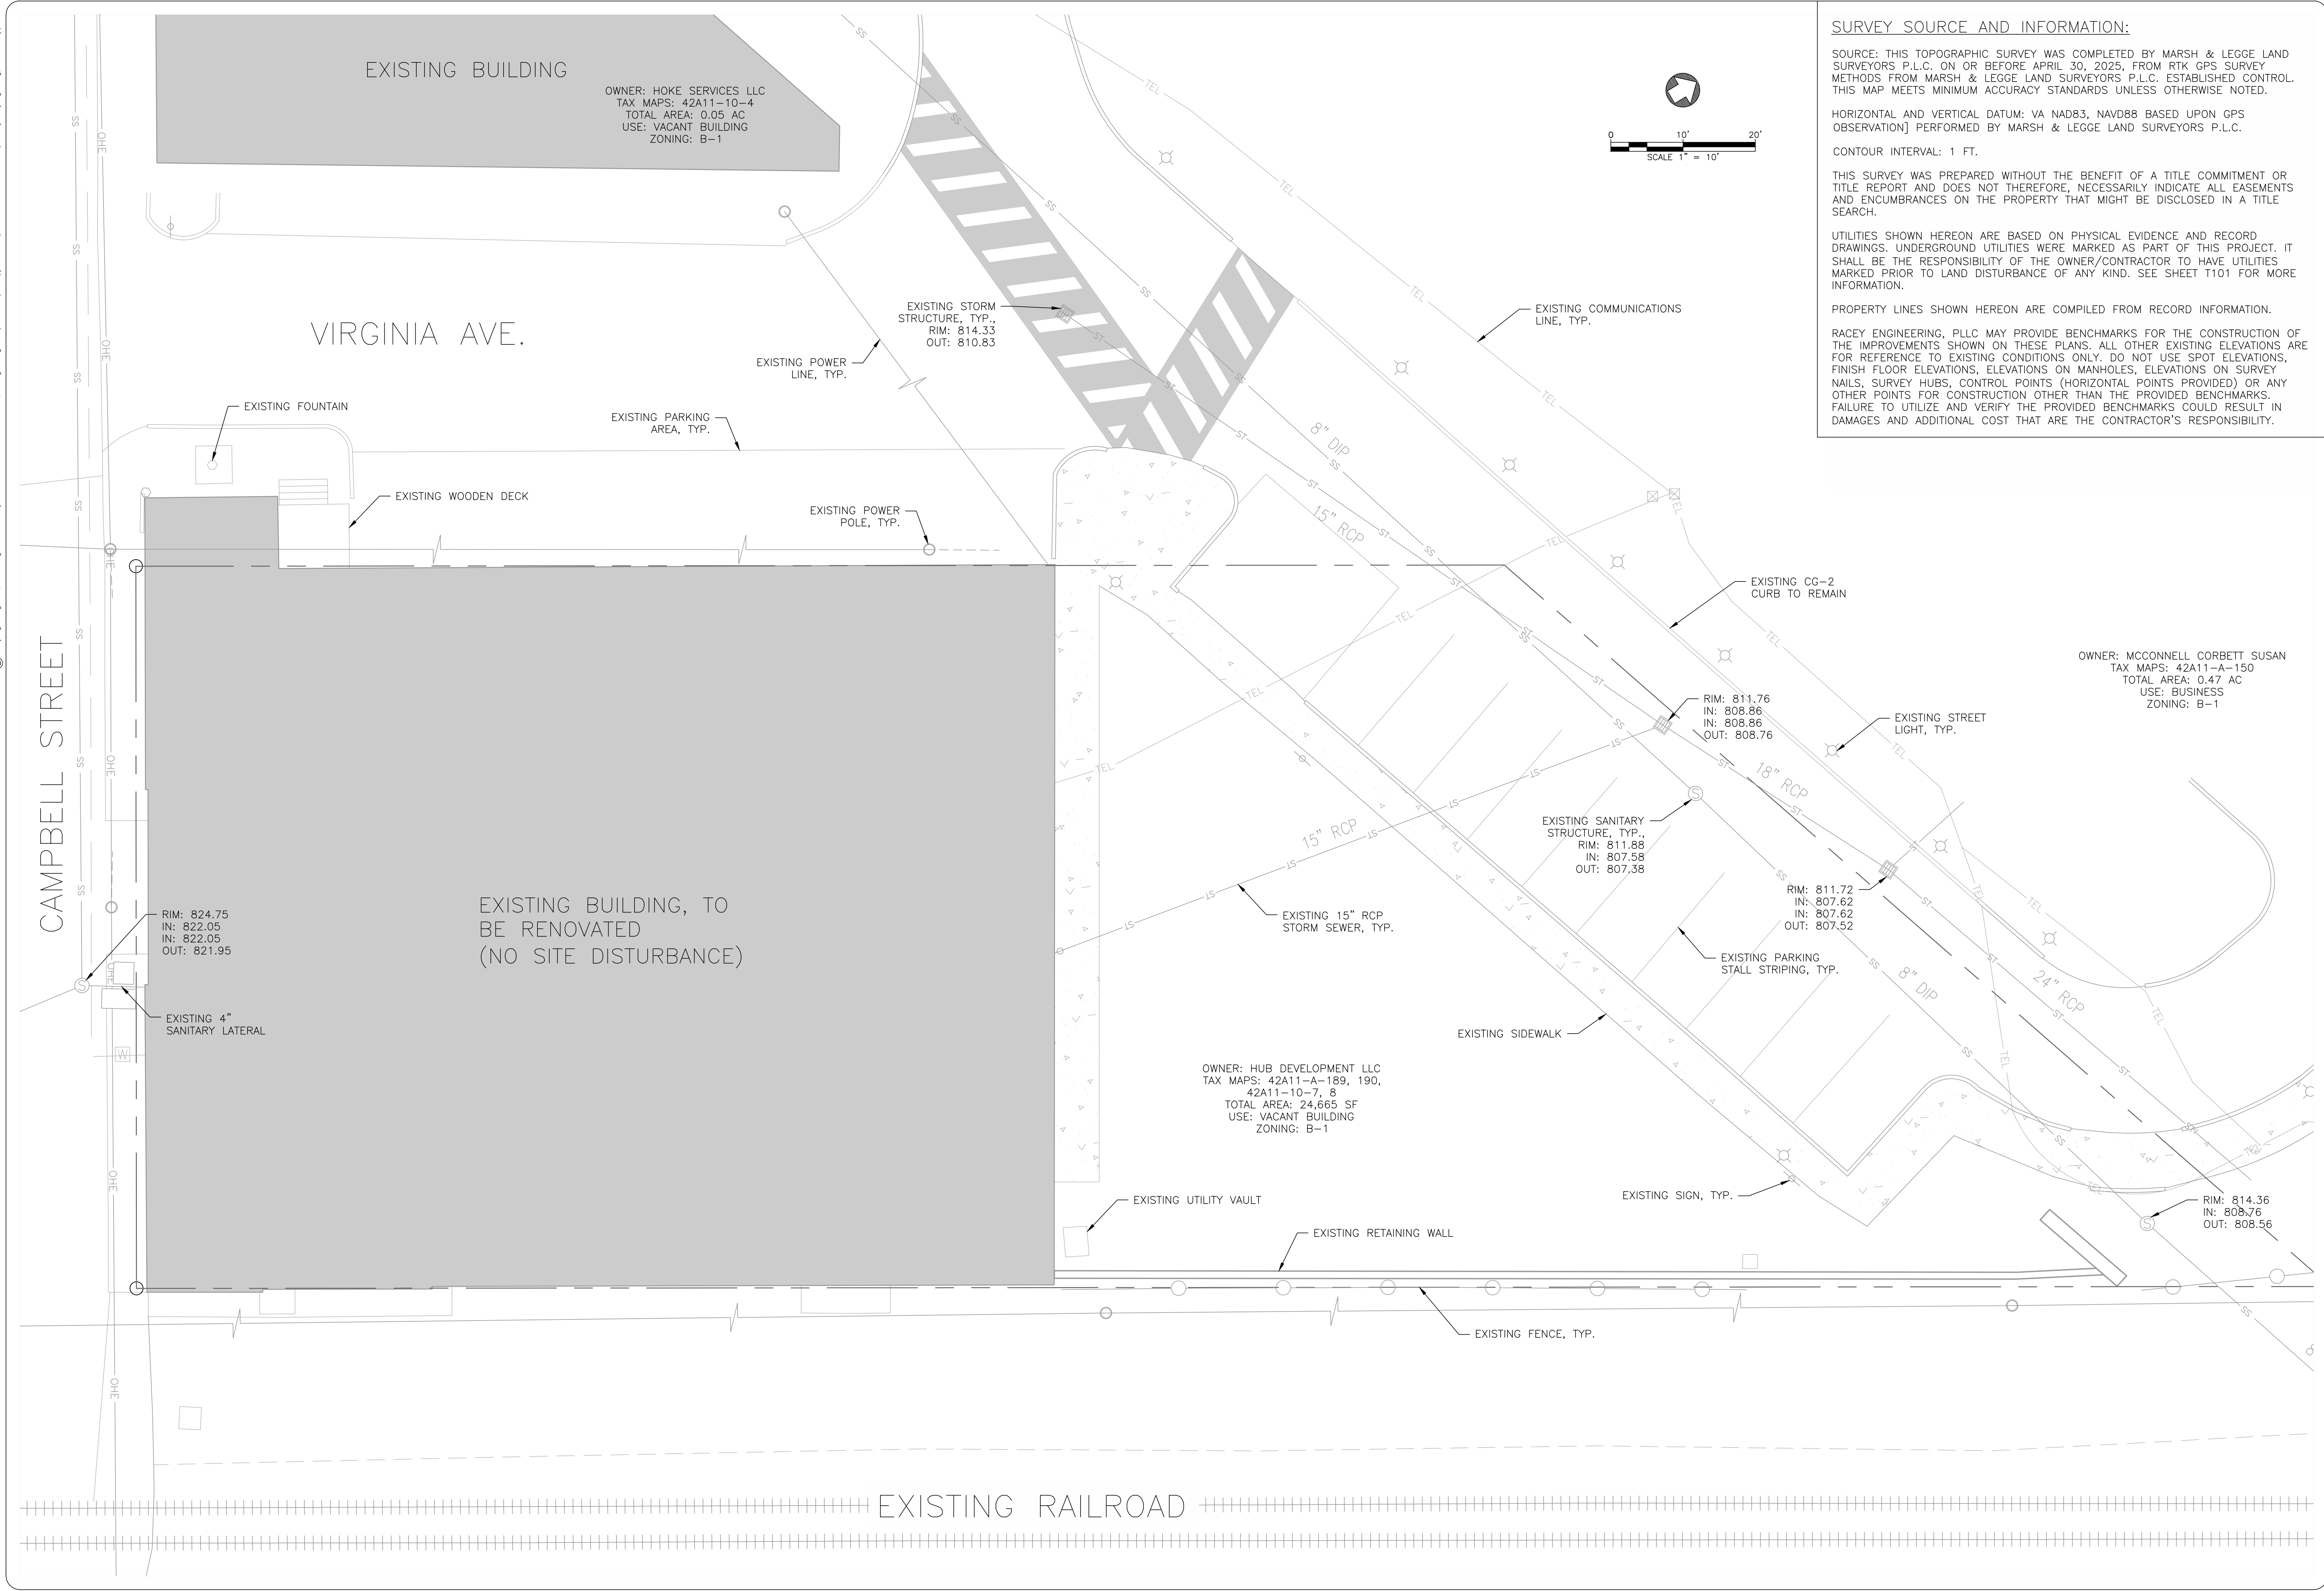 SURVEY SOURCE AND INFORMATION:
SOURCE: THIS TOPOGRAPHIC SURVEY WAS COMPLETED BY MARSH & LEGGE LAND
SURVEYORS P.L.C. ON OR BEFORE APRIL 30, 2025, FROM RTK GPS SURVEY
METHODS FROM MARSH & LEGGE LAND SURVEYORS P.L.C. ESTABLISHED CONTROL.
THIS MAP MEETS MINIMUM ACCURACY STANDARDS UNLESS OTHERWISE NOTED.
HORIZONTAL AND VERTICAL DATUM: VA NAD83, NAVD88 BASED UPON GPS
OBSERVATION] PERFORMED BY MARSH & LEGGE LAND SURVEYORS P.L.C.
CONTOUR INTERVAL: 1 FT.
THIS SURVEY WAS PREPARED WITHOUT THE BENEFIT OF A TITLE COMMITMENT OR
TITLE REPORT AND DOES NOT THEREFORE, NECESSARILY INDICATE ALL EASEMENTS
AND ENCUMBRANCES ON THE PROPERTY THAT MIGHT BE DISCLOSED IN A TITLE
SEARCH.
UTILITIES SHOWN HEREON ARE BASED ON PHYSICAL EVIDENCE AND RECORD
DRAWINGS. UNDERGROUND UTILITIES WERE MARKED AS PART OF THIS PROJECT. IT
SHALL BE THE RESPONSIBILITY OF THE OWNER/CONTRACTOR TO HAVE UTILITIES
MARKED PRIOR TO LAND DISTURBANCE OF ANY KIND. SEE SHEET T101 FOR MORE
INFORMATION.
PROPERTY LINES SHOWN HEREON ARE COMPILED FROM RECORD INFORMATION.
RACEY ENGINEERING, PLLC MAY PROVIDE BENCHMARKS FOR THE CONSTRUCTION OF
THE IMPROVEMENTS SHOWN ON THESE PLANS. ALL OTHER EXISTING ELEVATIONS ARE
FOR REFERENCE TO EXISTING CONDITIONS ONLY. DO NOT USE SPOT ELEVATIONS,
FINISH FLOOR ELEVATIONS, ELEVATIONS ON MANHOLES, ELEVATIONS ON SURVEY
NAILS, SURVEY HUBS, CONTROL POINTS (HORIZONTAL POINTS PROVIDED) OR ANY
OTHER POINTS FOR CONSTRUCTION OTHER THAN THE PROVIDED BENCHMARKS.
FAILURE TO UTILIZE AND VERIFY THE PROVIDED BENCHMARKS COULD RESULT IN
DAMAGES AND ADDITIONAL COST THAT ARE THE CONTRACTOR'S RESPONSIBILITY.
0 10' 20'
SCALE 1" = 10'
EXISTING BUILDING
OWNER: HOKE SERVICES LLC
TAX MAPS: 42A11-10-4
TOTAL AREA: 0.05 AC
USE: VACANT BUILDING
ZONING: B-1
VIRGINIA AVE.
EXISTING STORM
STRUCTURE, TYP.,
RIM: 814.33
OUT: 810.83
EXISTING COMMUNICATIONS
LINE, TYP.
EXISTING POWER
LINE, TYP.
EXISTING FOUNTAIN
EXISTING PARKING
AREA, TYP.
EXISTING WOODEN DECK
EXISTING POWER
POLE, TYP.
8" DIP
15" RCP
EXISTING CG-2
CURB TO REMAIN
OWNER: MCCONNELL CORBETT SUSAN
TAX MAPS: 42A11-A-150
TOTAL AREA: 0.47 AC
USE: BUSINESS
ZONING: B-1
CAMPBELL STREET
RIM: 811.76
IN: 808.86
IN: 808.86
OUT: 808.76
EXISTING STREET
LIGHT, TYP.
18" RCP
EXISTING SANITARY
STRUCTURE, TYP.,
RIM: 811.88
IN: 807.58
OUT: 807.38
15" RCP
RIM: 811.72
IN: 807.62
IN: 807.62
OUT: 807.52
RIM: 824.75
IN: 822.05
IN: 822.05
OUT: 821.95
EXISTING BUILDING, TO
BE RENOVATED
(NO SITE DISTURBANCE)
EXISTING 15" RCP
STORM SEWER, TYP.
EXISTING PARKING
STALL STRIPING, TYP.
8" DIP
24" RCP
EXISTING 4"
SANITARY LATERAL
W
EXISTING SIDEWALK
OWNER: HUB DEVELOPMENT LLC
TAX MAPS: 42A11-A-189, 190,
42A11-10-7, 8
TOTAL AREA: 24,665 SF
USE: VACANT BUILDING
ZONING: B-1
EXISTING UTILITY VAULT
EXISTING SIGN, TYP.
RIM: 814.36
IN: 808.76
OUT: 808.56
EXISTING RETAINING WALL
EXISTING FENCE, TYP.
EXISTING RAILROAD